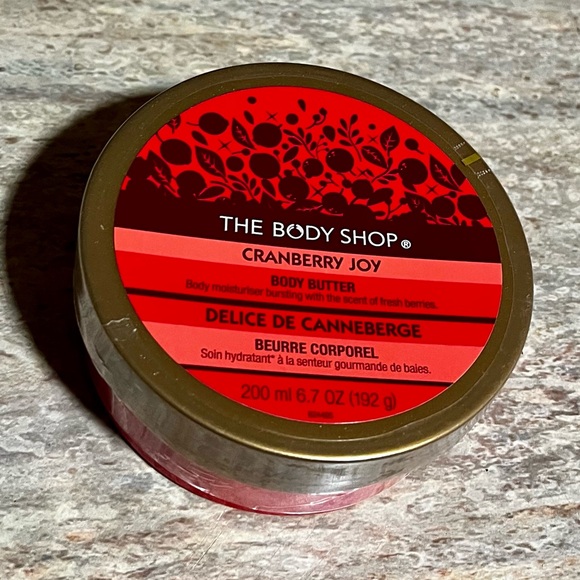 THE BODY SHOP®
CRANBERRY JOY
BODY BUTTER
Body moisturiser bursting with the scent of fresh berries.
DELICE DE CANNEBERGE
BEURRE CORPOREL
Soin hydratant* à la senteur gourmande de baies.
200 ml 6.7 OZ (192 g)